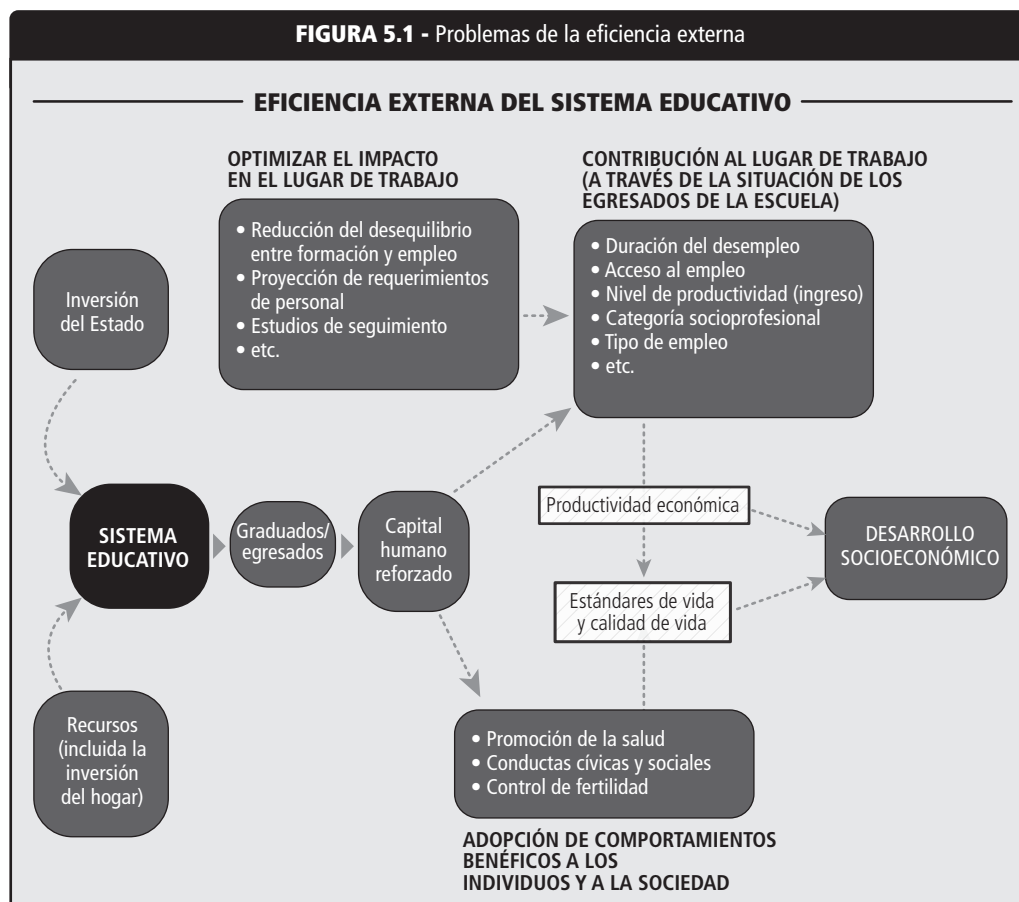 FIGURA 5.1 - Problemas de la eficiencia externa
EFICIENCIA EXTERNA DEL SISTEMA EDUCATIVO
OPTIMIZAR EL IMPACTO
EN EL LUGAR DE TRABAJO
• Reducción del desequilibrio
entre formación y empleo
• Proyección de requerimientos
de personal
• Estudios de seguimiento
• etc.
CONTRIBUCIÓN AL LUGAR DE TRABAJO
(A TRAVÉS DE LA SITUACIÓN DE LOS
EGRESADOS DE LA ESCUELA)
• Duración del desempleo
• Acceso al empleo
• Nivel de productividad (ingreso)
• Categoría socioprofesional
• Tipo de empleo
• etc.
Inversión
del Estado
SISTEMA
EDUCATIVO
Graduados/
egresados
Capital
humano
reforzado
Productividad económica
Estándares de vida
y calidad de vida
DESARROLLO
SOCIOECONÓMICO
Recursos
(incluida la
inversión
del hogar)
• Promoción de la salud
• Conductas cívicas y sociales
• Control de fertilidad
ADOPCIÓN DE COMPORTAMIENTOS
BENÉFICOS A LOS
INDIVIDUOS Y A LA SOCIEDAD